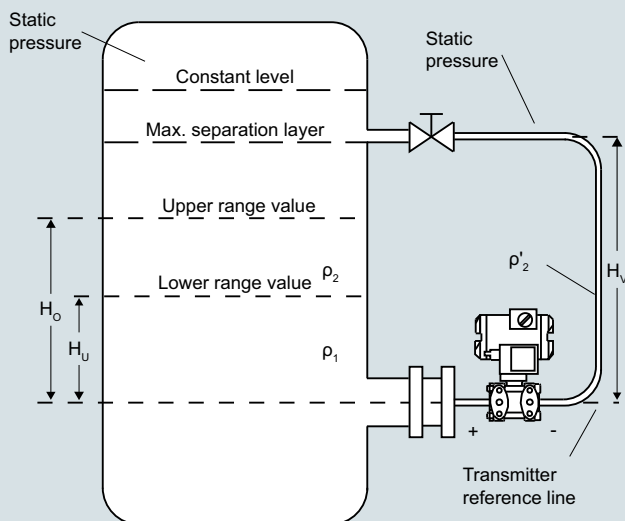 Static
pressure
Static
pressure
Constant level
Max. separation layer
Upper range value
Lower range value
ρ2
ρ'2
HV
HO
HU
ρ1
+
-
Transmitter
reference line